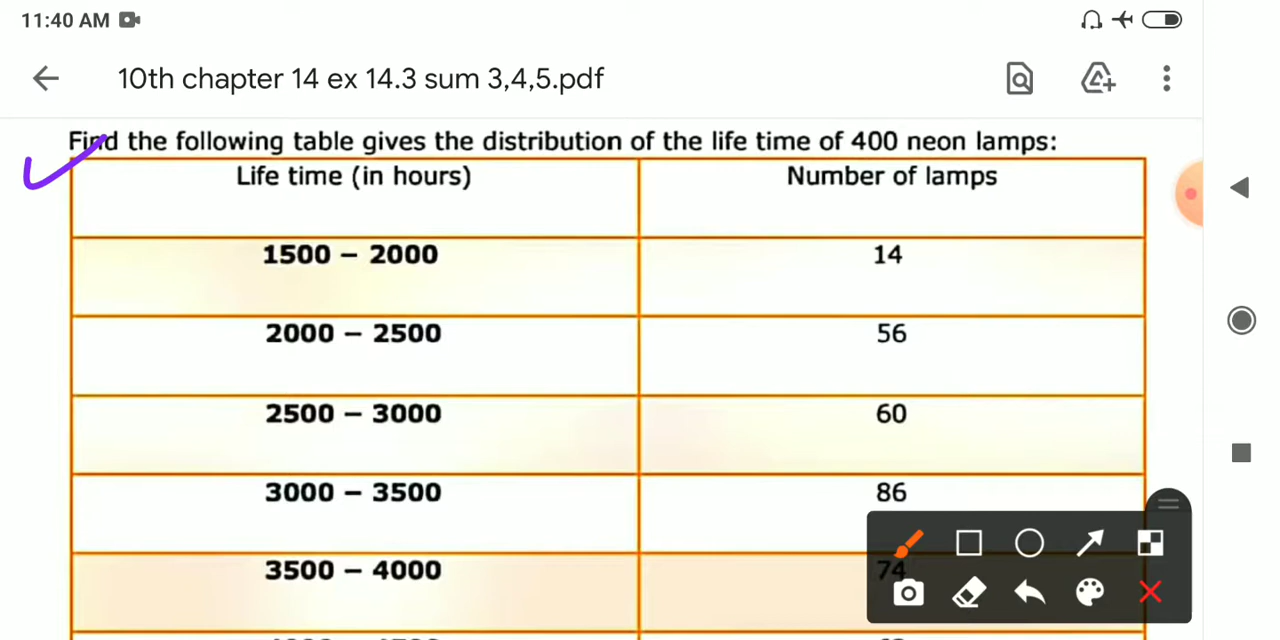 11:40 AM
10th chapter 14 ex 14.3 sum 3,4,5.pdf
Find the following table gives the distribution of the life time of 400 neon lamps:
Life time (in hours) Number of lamps
1500 – 2000 14
2000 – 2500 56
2500 – 3000 60
3000 – 3500 86
3500 – 4000 74